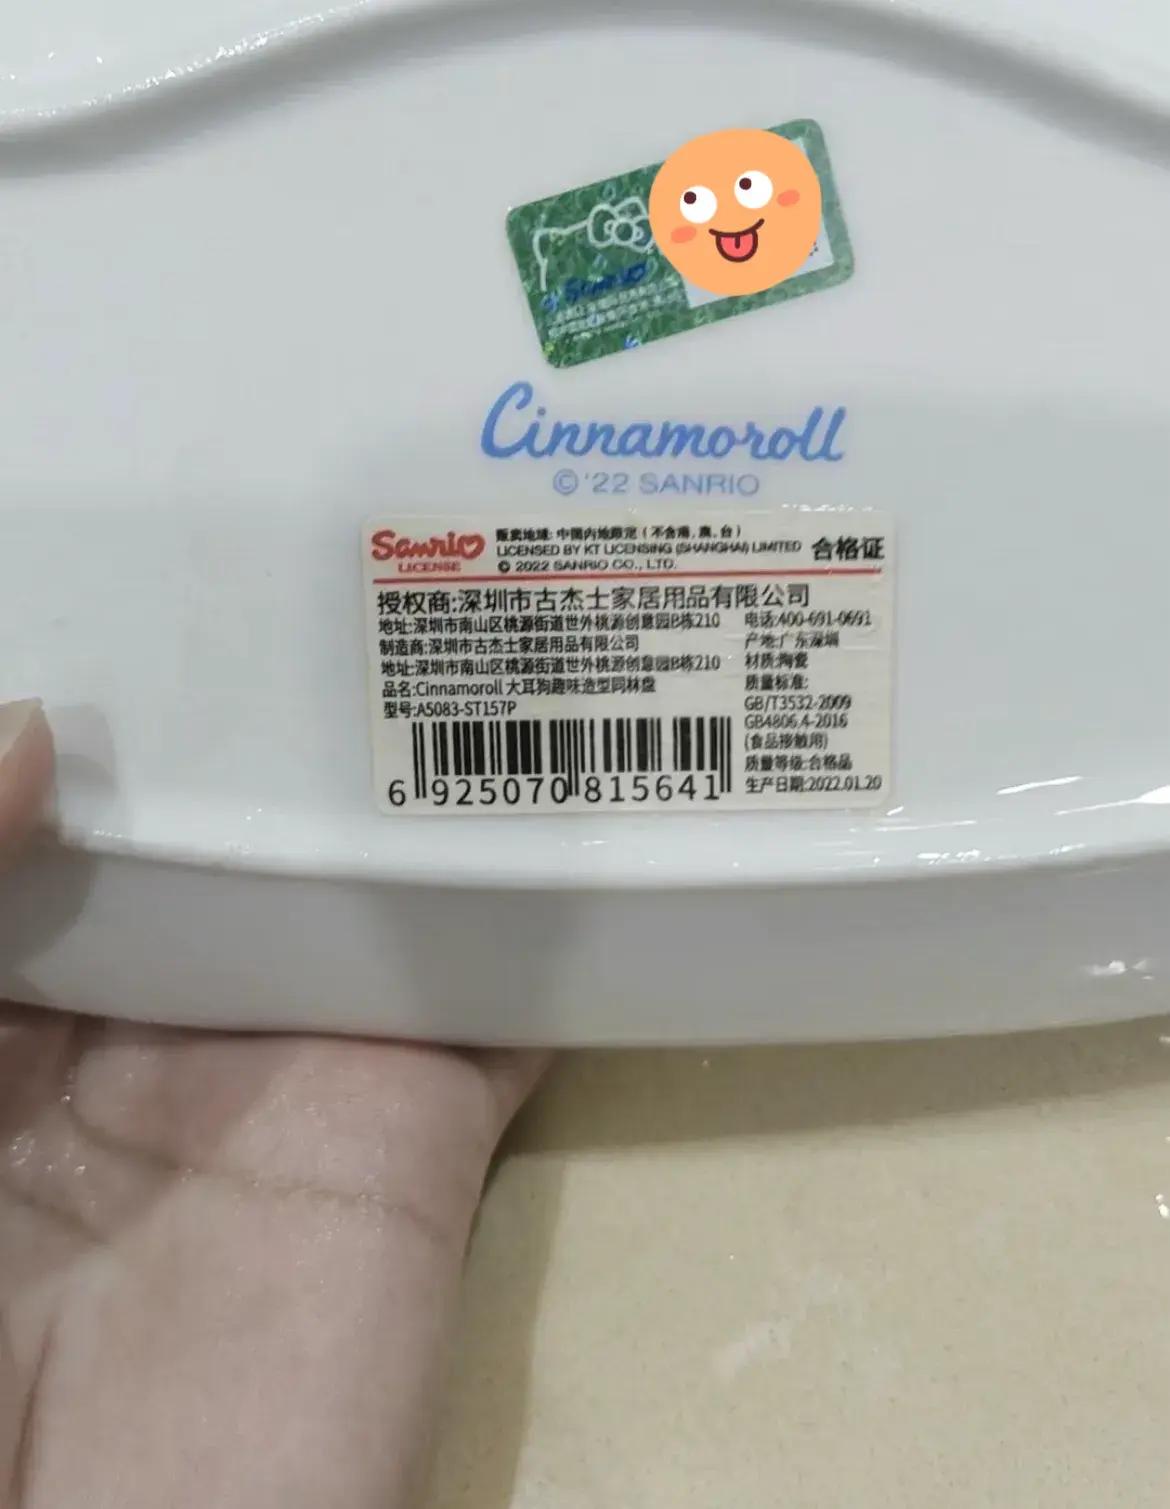 Sanrio
Cinnamoroll
©'22 SANRIO
Sanrio
LICENSE
贩卖地域: 中国内地限定(不含港,澳,台)
LICENSED BY KT LICENSING (SHANGHAI) LIMITED
© 2022 SANRIO CO., LTD.
合格证
授权商:深圳市古杰士家居用品有限公司
地址:深圳市南山区桃源街道世外桃源创意园B栋210
制造商:深圳市古杰士家居用品有限公司
地址:深圳市南山区桃源街道世外桃源创意园B栋210
品名:Cinnamoroll 大耳狗趣味造型同林盘
型号:A5083-ST157P
6 925070 815641
电话:400-691-0691
产地:广东深圳
材质:陶瓷
质量标准:
GB/T3532-2009
GB4806.4-2016
(食品接触用)
质量等级:合格品
生产日期:2022.01.20